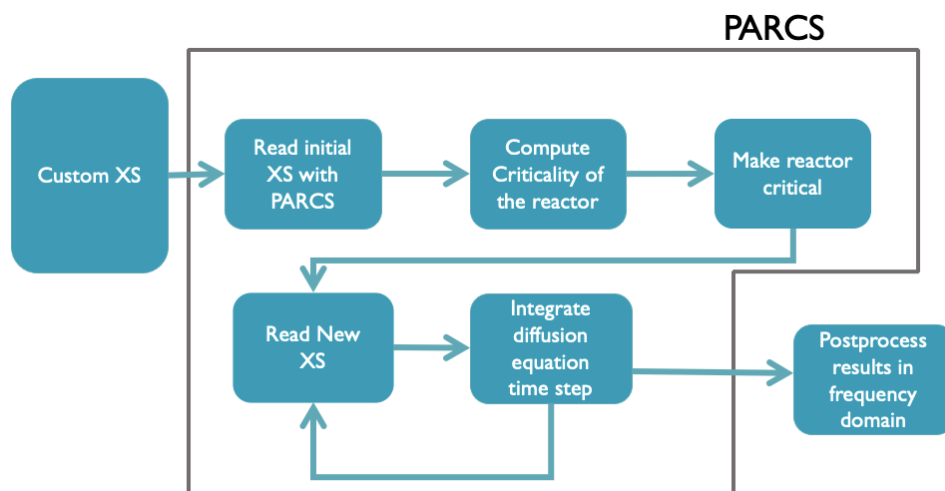 PARCS
Custom XS
Read initial
XS with
PARCS
Compute
Criticality of
the reactor
Make reactor
critical
Read New
XS
Integrate
diffusion
equation
time step
Postprocess
results in
frequency
domain